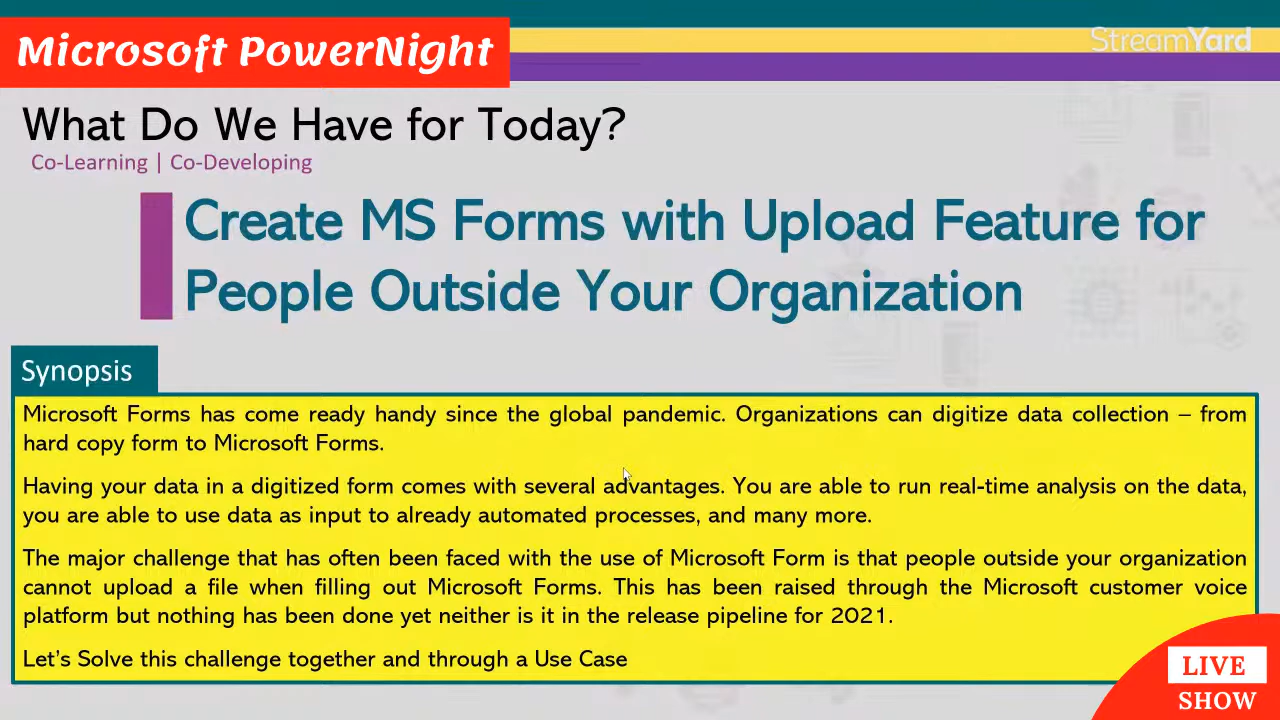 Microsoft PowerNight
StreamYard
What Do We Have for Today?
Co-Learning | Co-Developing
Create MS Forms with Upload Feature for
People Outside Your Organization
Synopsis
Microsoft Forms has come ready handy since the global pandemic. Organizations can digitize data collection – from
hard copy form to Microsoft Forms.
Having your data in a digitized form comes with several advantages. You are able to run real-time analysis on the data,
you are able to use data as input to already automated processes, and many more.
The major challenge that has often been faced with the use of Microsoft Form is that people outside your organization
cannot upload a file when filling out Microsoft Forms. This has been raised through the Microsoft customer voice
platform but nothing has been done yet neither is it in the release pipeline for 2021.
Let's Solve this challenge together and through a Use Case
LIVE
SHOW